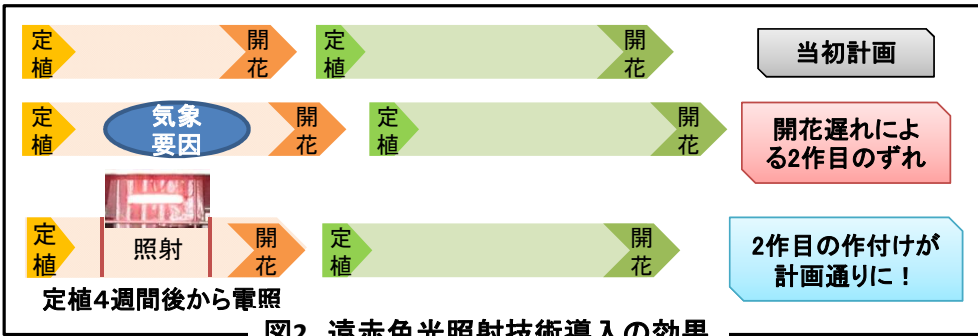 定植
開花
定植
開花
当初計画
定植
気象
要因
開花
定植
開花
開花遅れによ
る2作目のずれ
定植
照射
開花
定植
開花
2作目の作付けが
計画通りに！
定植4週間後から電照
図2 遠赤色光照射技術導入の効果